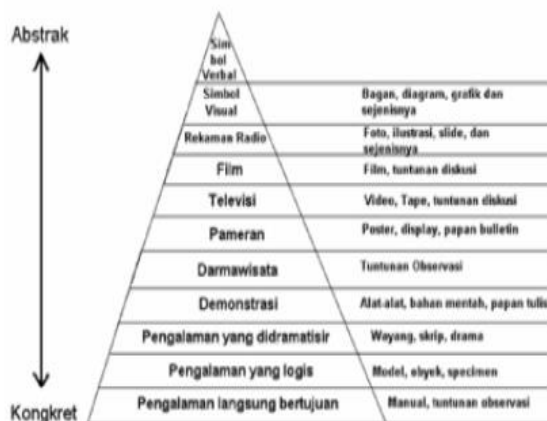 Abstrak
Sim
bol
Verbal
Simbol
Visual
Bagan, diagram, grafik dan
sejenisnya
Rekaman Radio
Foto, ilustrasi, slide, dan
sejenisnya
Film
Film, tuntunan diskusi
Televisi
Video, Tape, tuntunan diskusi
Pameran
Poster, display, papan bulletin
Darmawisata
Tuntunan Observasi
Demonstrasi
Alat-alat, bahan mentah, papan tulis
Pengalaman yang didramatisir
Wayang, skrip, drama
Pengalaman yang logis
Model, obyek, specimen
Pengalaman langsung bertujuan
Manual, tuntunan observasi
Kongkret